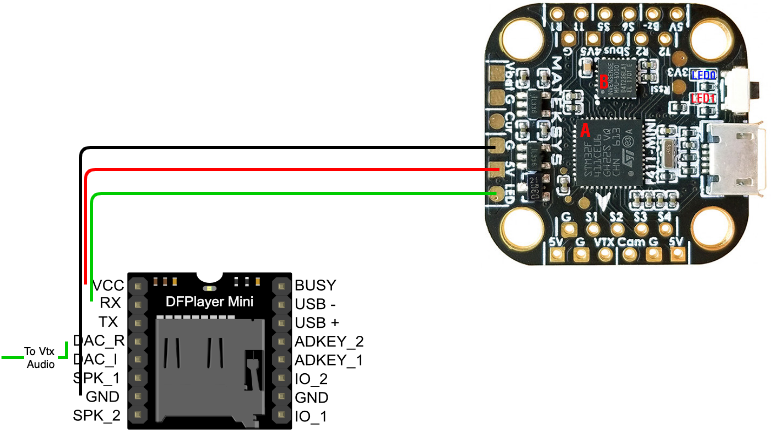 R1 T1 S5 S6 Bz- 5V
G 4V5 Sbus R2 T2
Vbat G Cur G 5V LED
MATEKSYS
3V3
Rssi
LED0
LED1
B
A
STM32F
411CEU6
F411-MINI
G S1 S2 S3 S4
5V G VTX Cam G 5V
VCC
RX
TX
DAC_R
DAC_I
SPK_1
GND
SPK_2
DFPlayer Mini
BUSY
USB -
USB +
ADKEY_2
ADKEY_1
IO_2
GND
IO_1
To Vtx
Audio